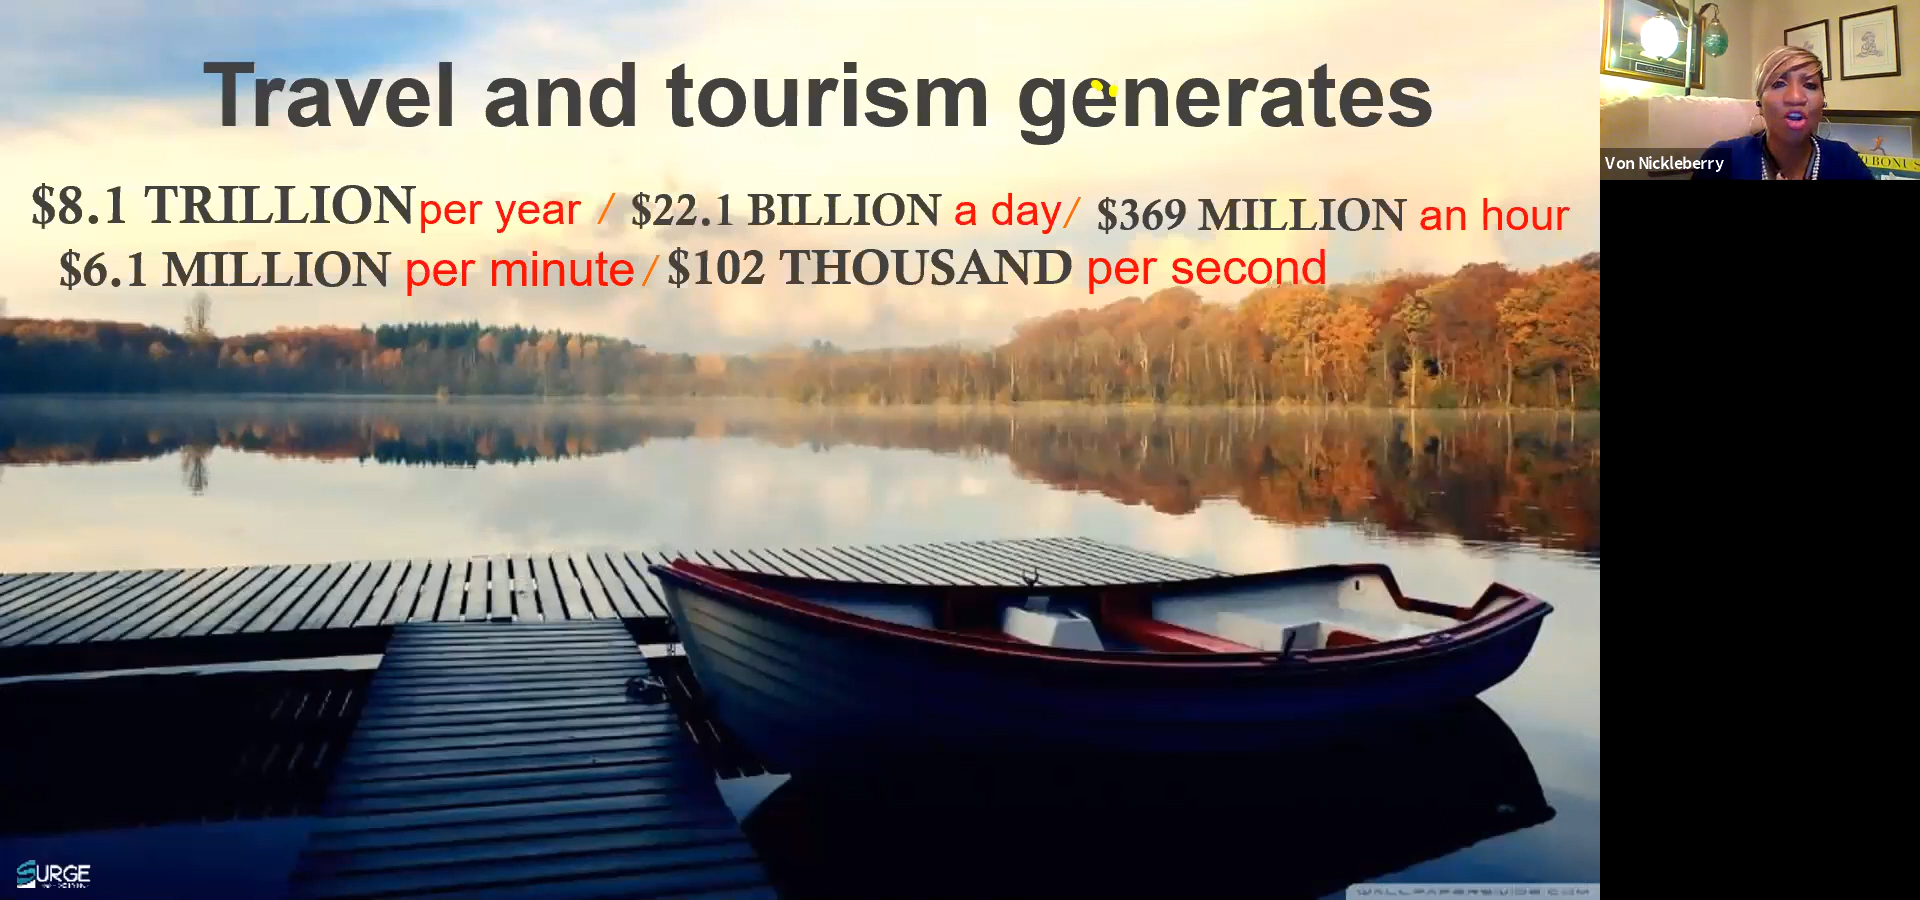 Travel and tourism generates
$8.1 TRILLION per year / $22.1 BILLION a day / $369 MILLION an hour
$6.1 MILLION per minute / $102 THOUSAND per second
Von Nickleberry
BONUS
SURGE